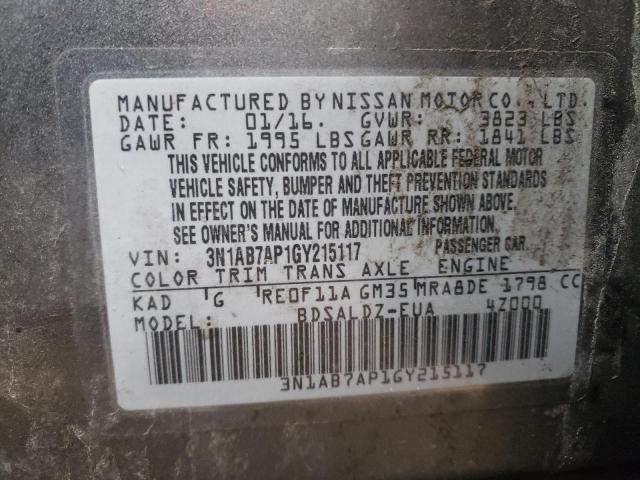 MANUFACTURED BY NISSAN MOTOR CO., LTD.
DATE: 01/16. GVWR: 3823 LBS
GAWR FR: 1995 LBS GAWR RR: 1841 LBS
THIS VEHICLE CONFORMS TO ALL APPLICABLE FEDERAL MOTOR
VEHICLE SAFETY, BUMPER AND THEFT PREVENTION STANDARDS
IN EFFECT ON THE DATE OF MANUFACTURE SHOWN ABOVE.
SEE OWNER'S MANUAL FOR ADDITIONAL INFORMATION.
VIN: 3N1AB7AP1GY215117 PASSENGER CAR.
COLOR TRIM TRANS AXLE ENGINE
KAD G RE0F11A GM35 MRA8DE 1798 CC
MODEL: BDSALDZ-EUA 4Z000
3N1AB7AP1GY215117